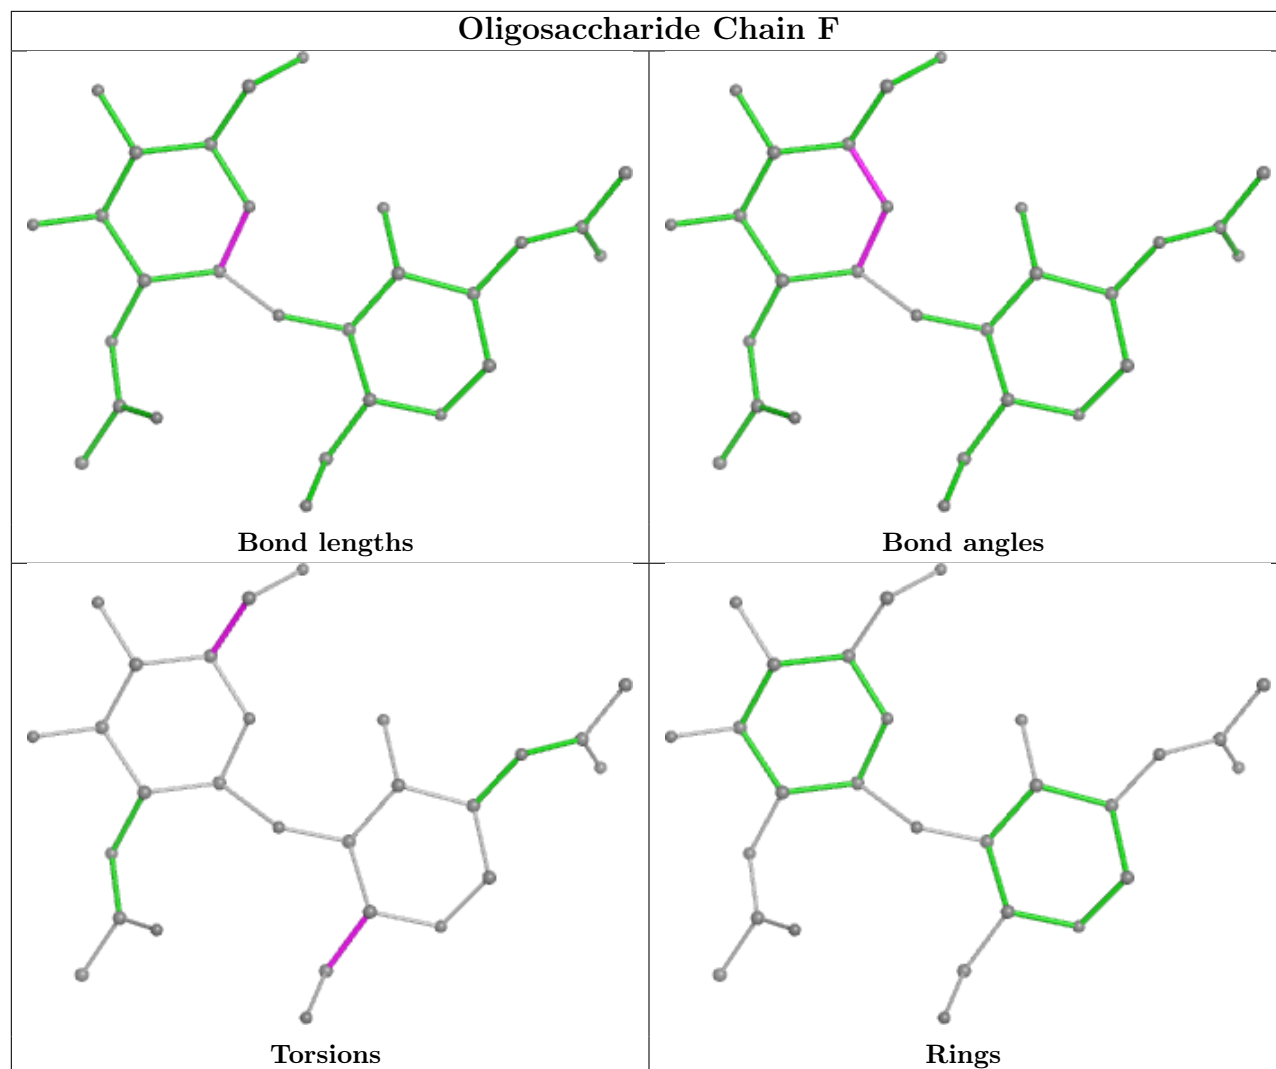 Oligosaccharide Chain F
Bond lengths
Bond angles
Torsions
Rings